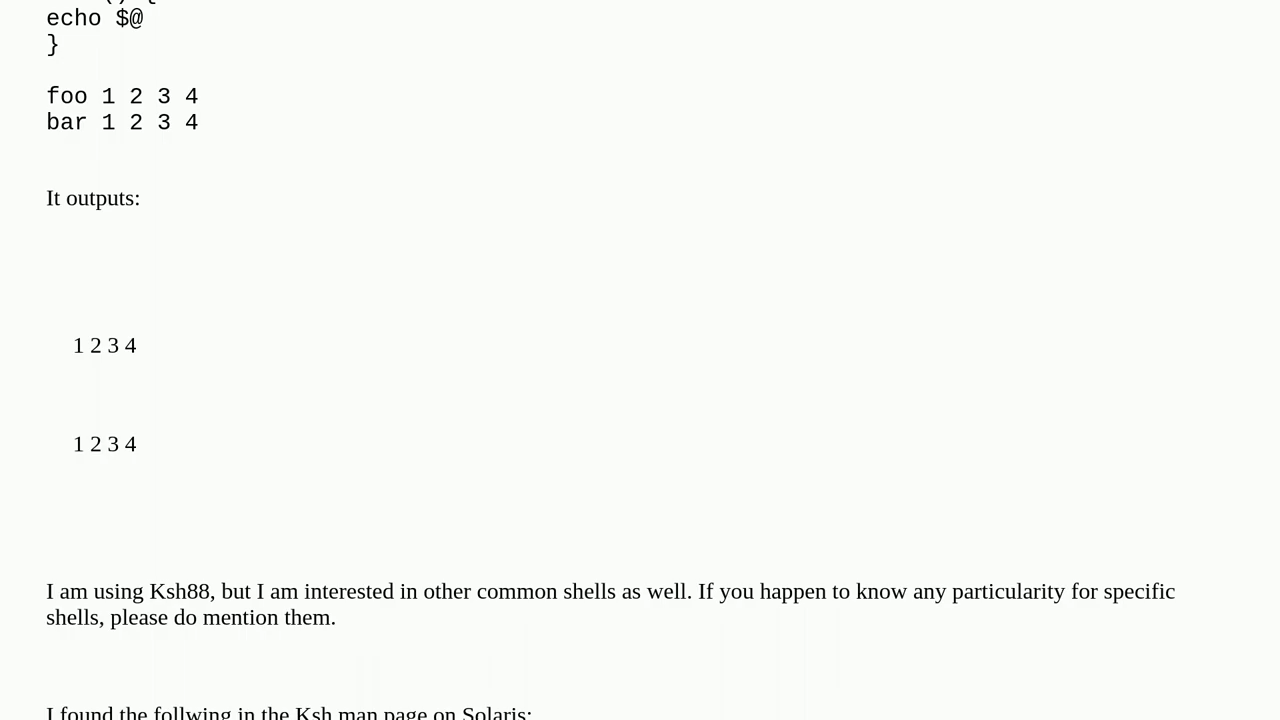 echo $@
}
foo 1 2 3 4
bar 1 2 3 4
It outputs:
1 2 3 4
1 2 3 4
I am using Ksh88, but I am interested in other common shells as well. If you happen to know any particularity for specific
shells, please do mention them.
I found the follwing in the Ksh man page on Solaris: